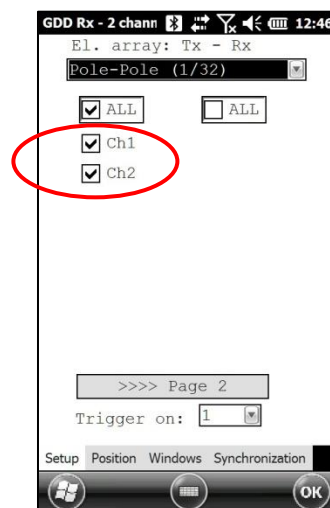 GDD Rx - 2 chann 12:46
El. array: Tx - Rx
Pole-Pole (1/32)
ALL ALL
Ch1
Ch2
>>>> Page 2
Trigger on: 1
Setup Position Windows Synchronization
OK